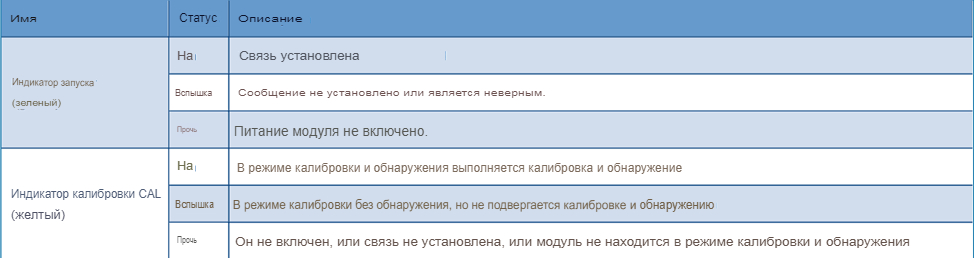 Имя Статус Описание
Индикатор запуска
(зеленый)
На Связь установлена
Вспышка Сообщение не установлено или является неверным.
Прочь Питание модуля не включено.
Индикатор калибровки CAL
(желтый)
На В режиме калибровки и обнаружения выполняется калибровка и обнаружение
Вспышка В режиме калибровки без обнаружения, но не подвергается калибровке и обнаружению
Прочь Он не включен, или связь не установлена, или модуль не находится в режиме калибровки и обнаружения